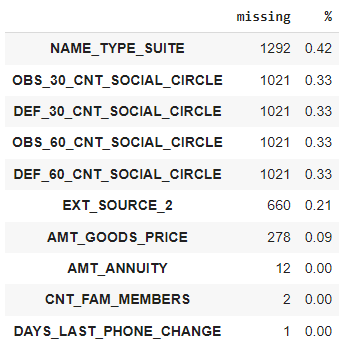 missing %
NAME_TYPE_SUITE 1292 0.42
OBS_30_CNT_SOCIAL_CIRCLE 1021 0.33
DEF_30_CNT_SOCIAL_CIRCLE 1021 0.33
OBS_60_CNT_SOCIAL_CIRCLE 1021 0.33
DEF_60_CNT_SOCIAL_CIRCLE 1021 0.33
EXT_SOURCE_2 660 0.21
AMT_GOODS_PRICE 278 0.09
AMT_ANNUITY 12 0.00
CNT_FAM_MEMBERS 2 0.00
DAYS_LAST_PHONE_CHANGE 1 0.00